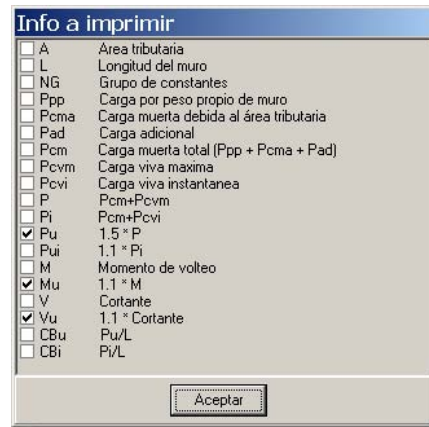 Info a imprimir
A Area tributaria
L Longitud del muro
NG Grupo de constantes
Ppp Carga por peso propio de muro
Pcma Carga muerta debida al área tributaria
Pad Carga adicional
Pcm Carga muerta total (Ppp + Pcma + Pad)
Pcvm Carga viva maxima
Pcvi Carga viva instantanea
P Pcm+Pcvm
Pi Pcm+Pcvi
Pu 1.5 * P
Pui 1.1 * Pi
M Momento de volteo
Mu 1.1 * M
V Cortante
Vu 1.1 * Cortante
CBu Pu/L
CBi Pi/L
Aceptar